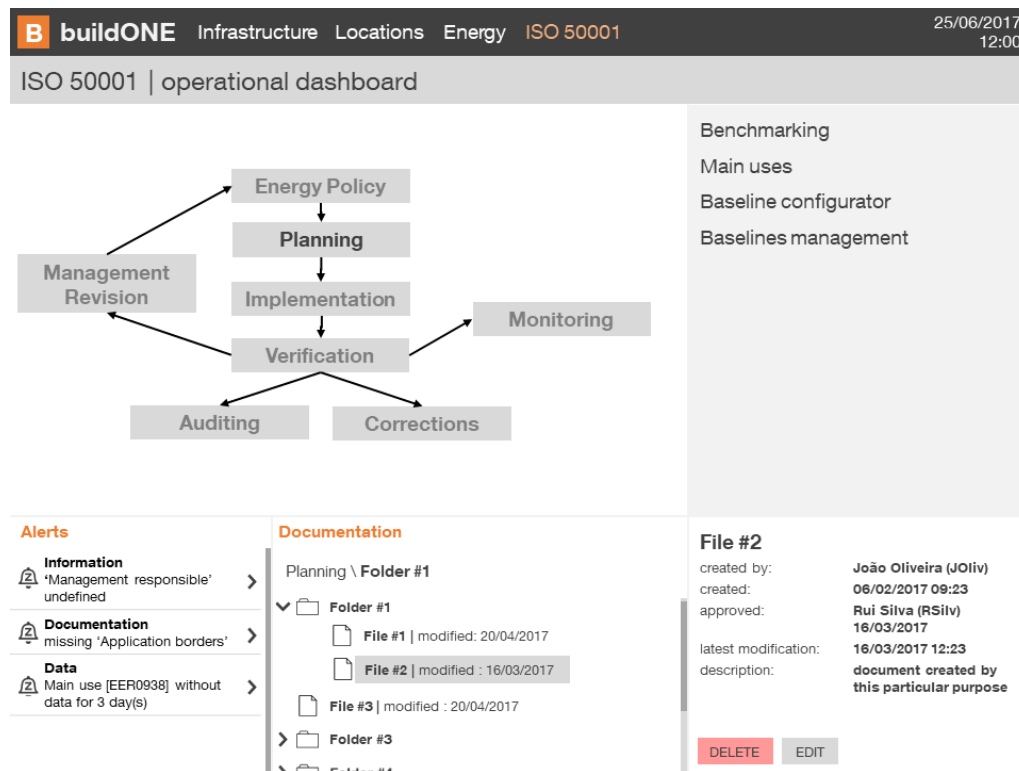 B buildONE Infrastructure Locations Energy ISO 50001
25/06/2017
12:00
ISO 50001 | operational dashboard
Energy Policy
Planning
Management
Revision
Implementation
Monitoring
Verification
Auditing
Corrections
Benchmarking
Main uses
Baseline configurator
Baselines management
Alerts
Information
'Management responsible'
undefined
Documentation
missing 'Application borders'
Data
Main use [EER0938] without
data for 3 day(s)
Documentation
Planning \ Folder #1
Folder #1
File #1 | modified: 20/04/2017
File #2 | modified : 16/03/2017
File #3 | modified : 20/04/2017
Folder #3
Folder #4
File #2
created by: João Oliveira (JOliv)
created: 06/02/2017 09:23
approved: Rui Silva (RSilv)
16/03/2017
latest modification: 16/03/2017 12:23
description: document created by
this particular purpose
DELETE EDIT